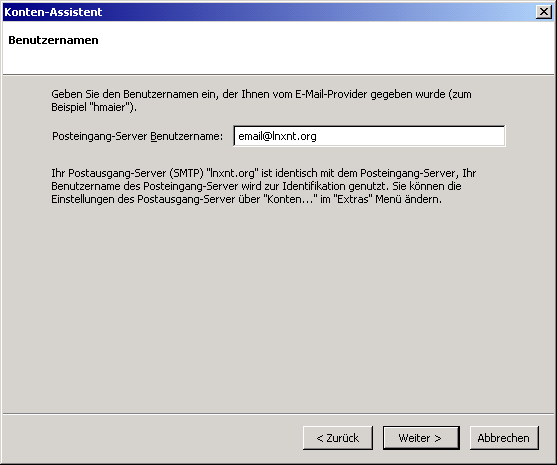 Konten-Assistent
Benutzernamen
Geben Sie den Benutzernamen ein, der Ihnen vom E-Mail-Provider gegeben wurde (zum
Beispiel "hmaier").
Posteingang-Server Benutzername: email@lnxnt.org
Ihr Postausgang-Server (SMTP) "lnxnt.org" ist identisch mit dem Posteingang-Server, Ihr
Benutzername des Posteingang-Server wird zur Identifikation genutzt. Sie können die
Einstellungen des Postausgang-Server über "Konten..." im "Extras" Menü ändern.
< Zurück Weiter > Abbrechen